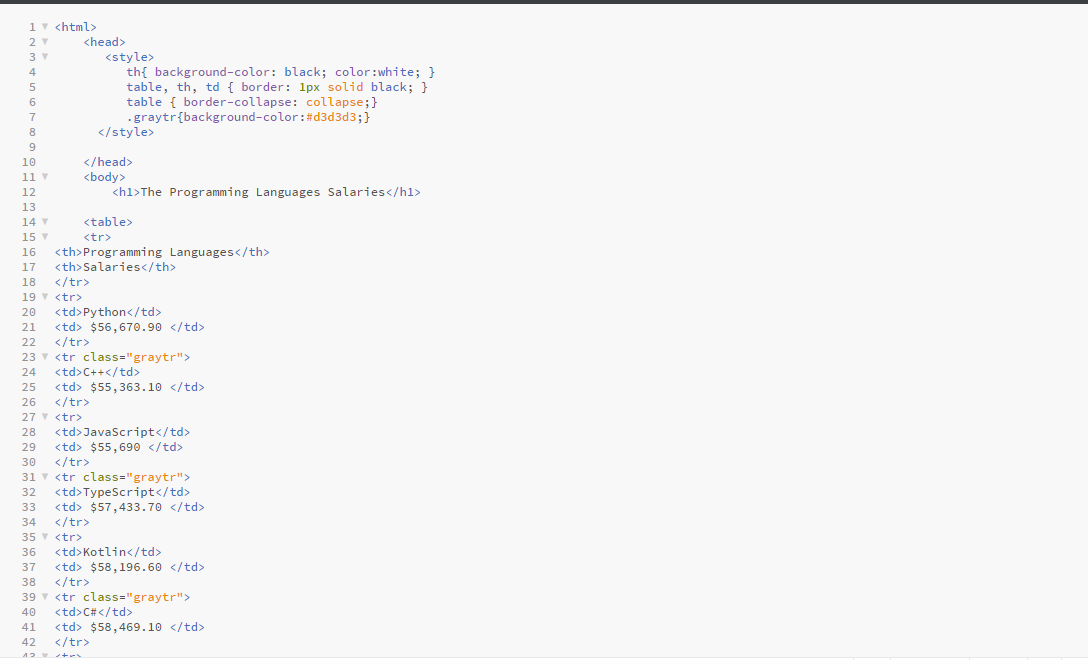 1 <html>
2 <head>
3 <style>
4 th{ background-color: black; color:white; }
5 table, th, td { border: 1px solid black; }
6 table { border-collapse: collapse;}
7 .graytr{background-color:#d3d3d3;}
8 </style>
9
10 </head>
11 <body>
12 <h1>The Programming Languages Salaries</h1>
13
14 <table>
15 <tr>
16 <th>Programming Languages</th>
17 <th>Salaries</th>
18 </tr>
19 <tr>
20 <td>Python</td>
21 <td> $56,670.90 </td>
22 </tr>
23 <tr class="graytr">
24 <td>C++</td>
25 <td> $55,363.10 </td>
26 </tr>
27 <tr>
28 <td>JavaScript</td>
29 <td> $55,690 </td>
30 </tr>
31 <tr class="graytr">
32 <td>TypeScript</td>
33 <td> $57,433.70 </td>
34 </tr>
35 <tr>
36 <td>Kotlin</td>
37 <td> $58,196.60 </td>
38 </tr>
39 <tr class="graytr">
40 <td>C#</td>
41 <td> $58,469.10 </td>
42 </tr>
43 <tr>